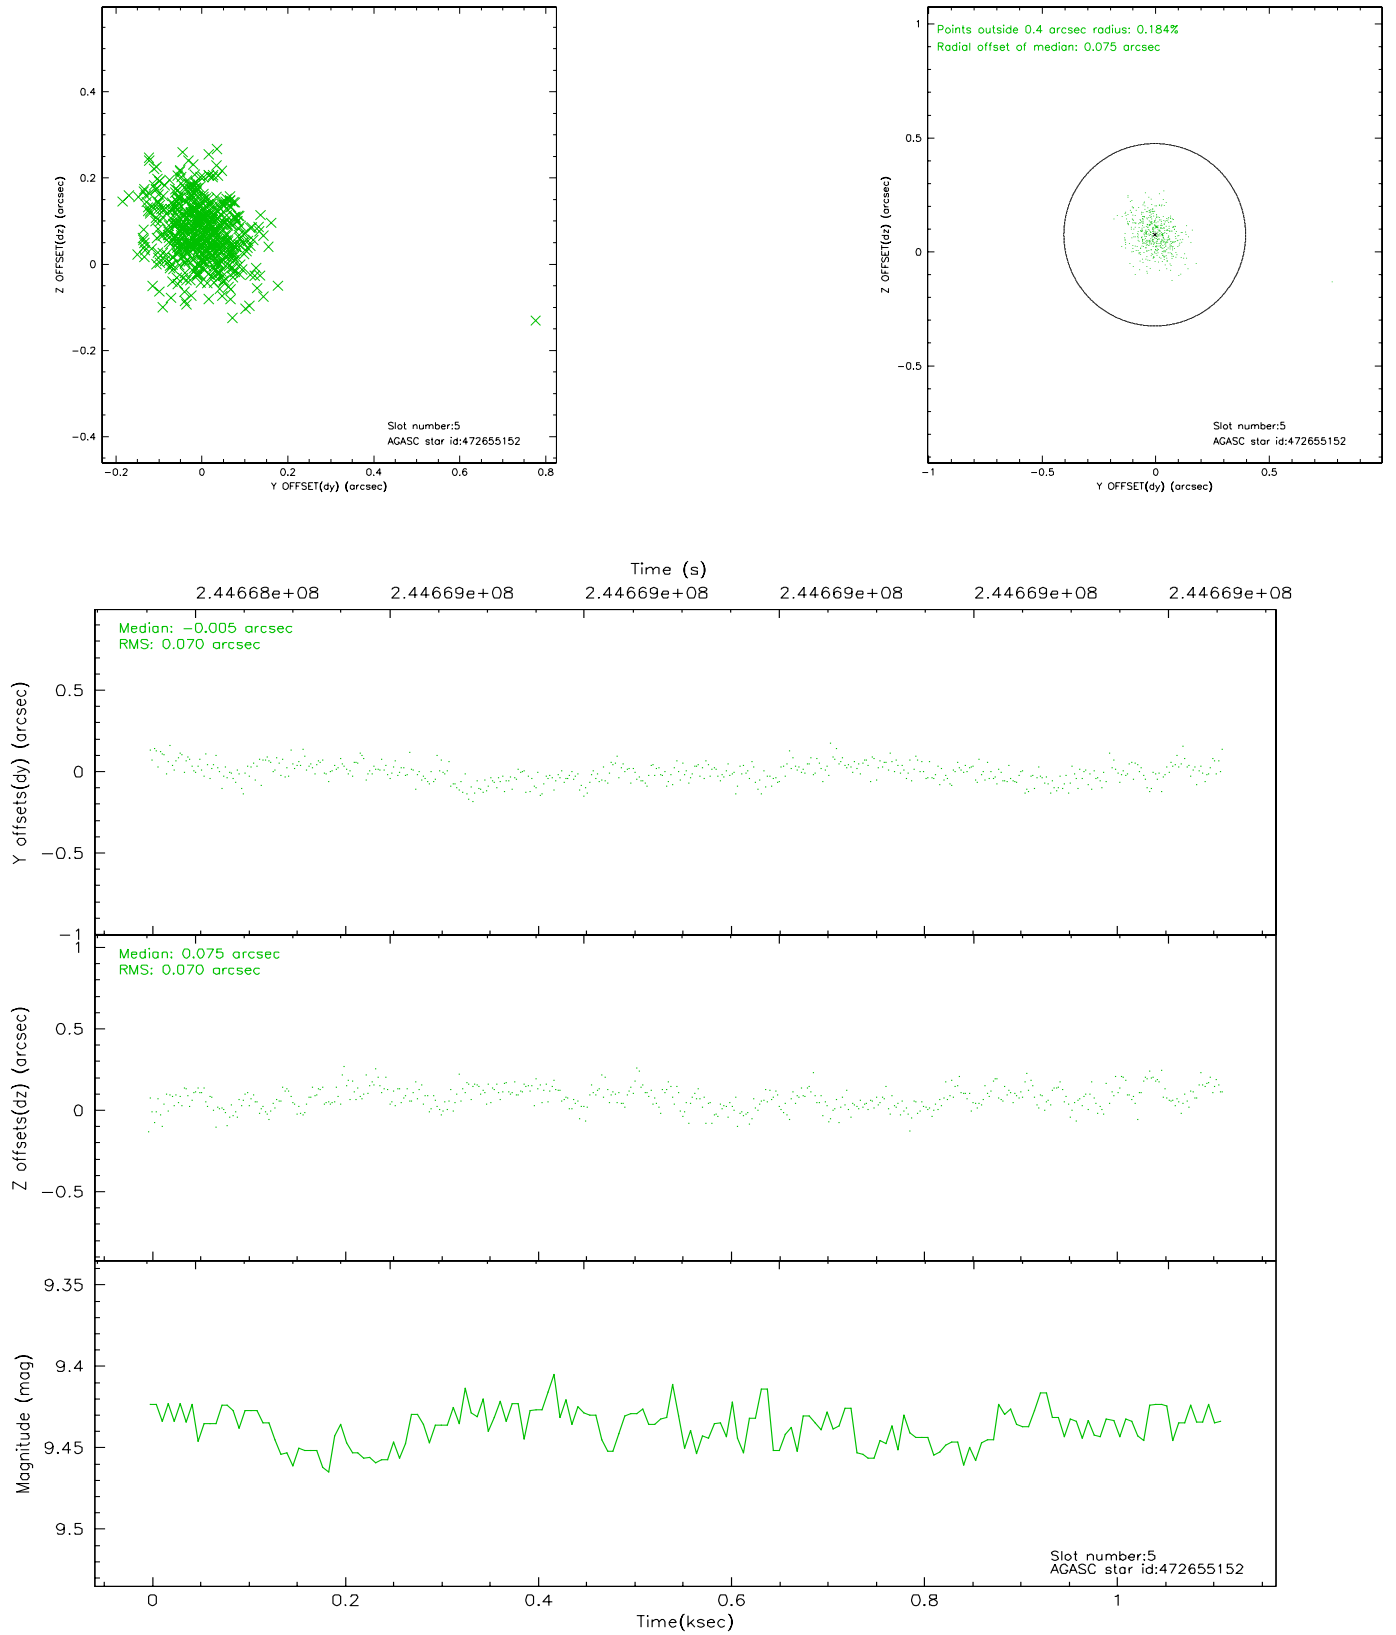 0.4
0.2
0
−0.2
−0.4
Z OFFSET(dz) (arcsec)
Slot number:5
AGASC star id:472655152
−0.2 0 0.2 0.4 0.6 0.8
Y OFFSET(dy) (arcsec)
Points outside 0.4 arcsec radius: 0.184%
Radial offset of median: 0.075 arcsec
1
0.5
0
−0.5
Z OFFSET(dz) (arcsec)
Slot number:5
AGASC star id:472655152
−1 −0.5 0 0.5
Y OFFSET(dy) (arcsec)
Time (s)
2.44668e+08 2.44669e+08 2.44669e+08 2.44669e+08 2.44669e+08 2.44669e+08
Median: −0.005 arcsec
RMS: 0.070 arcsec
0.5
0
−0.5
−1
Y offsets(dy) (arcsec)
Median: 0.075 arcsec
RMS: 0.070 arcsec
1
0.5
0
−0.5
Z offsets(dz) (arcsec)
9.35
9.4
9.45
9.5
Magnitude (mag)
Slot number:5
AGASC star id:472655152
0 0.2 0.4 0.6 0.8 1
Time(ksec)